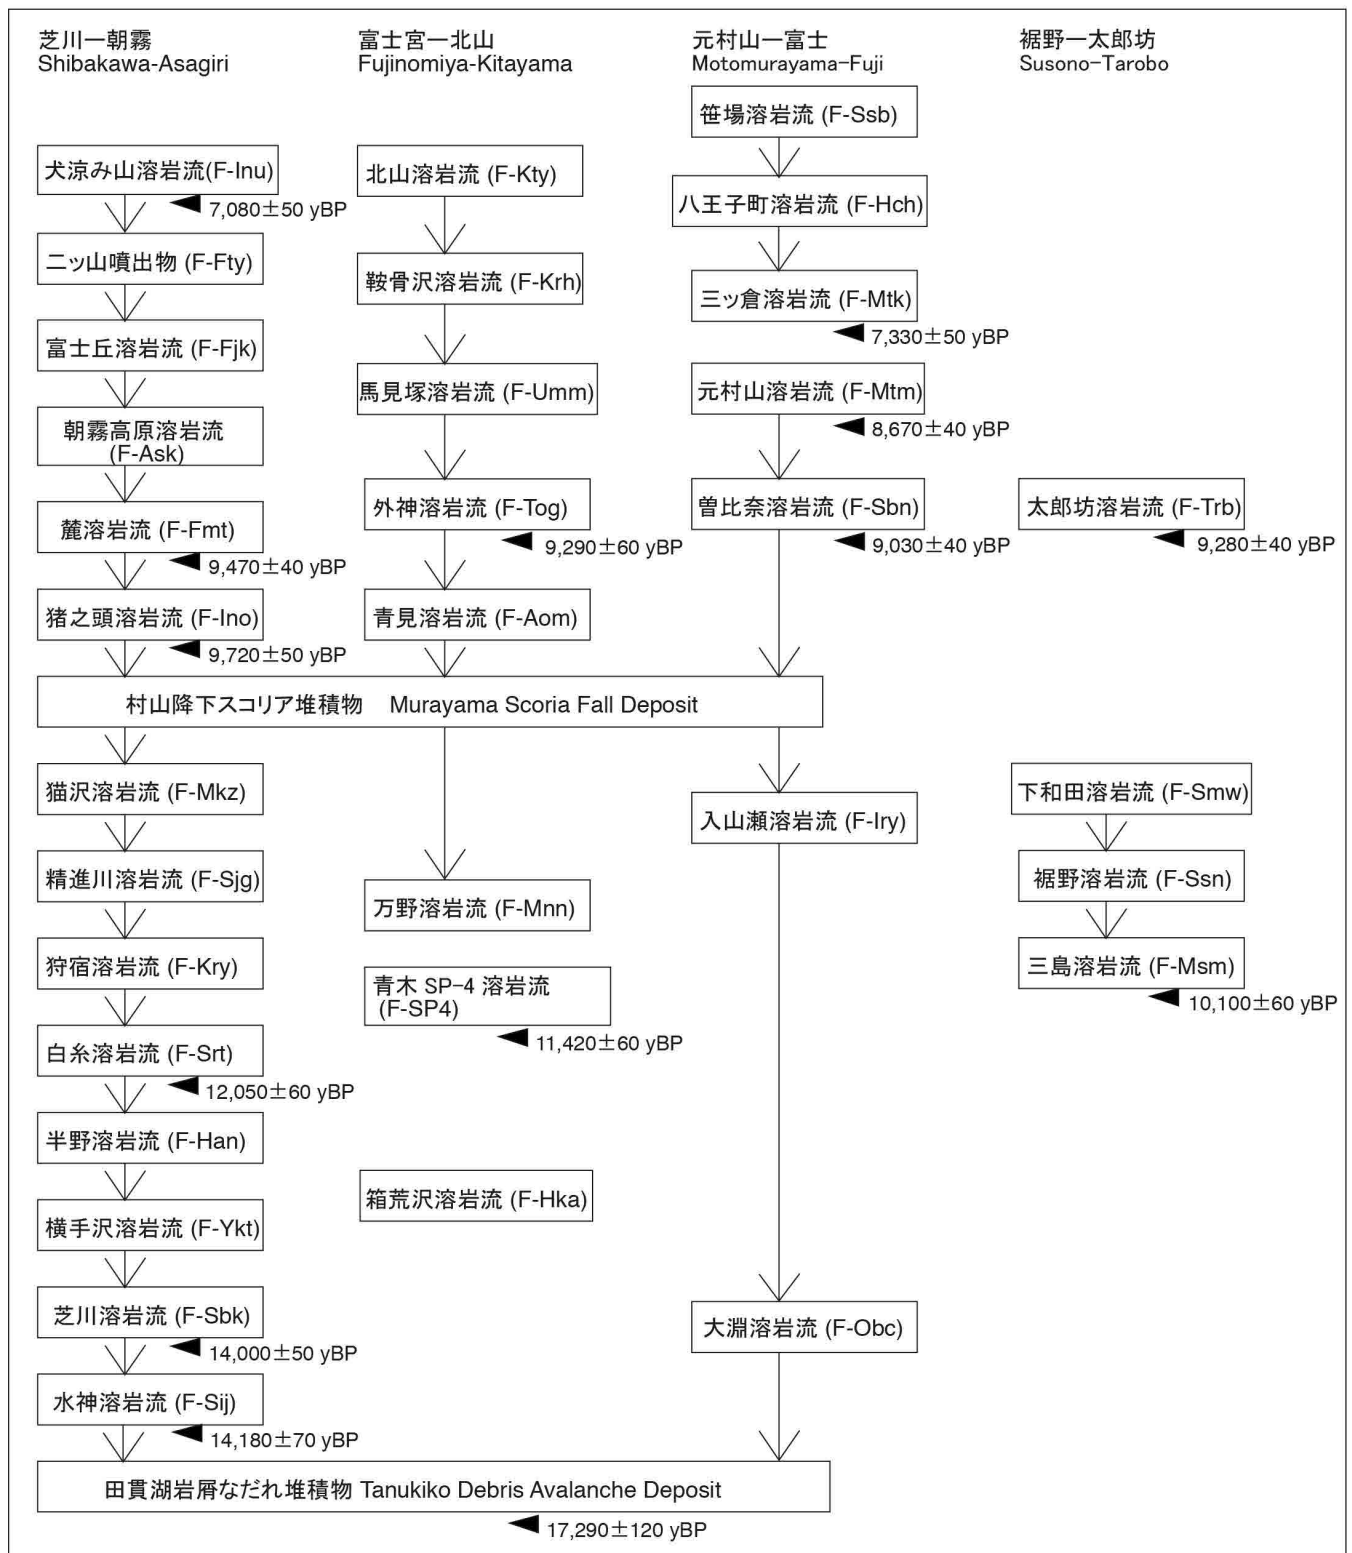 芝川ー朝霧
Shibakawa-Asagiri
犬涼み山溶岩流(F-Inu)
7,080±50 yBP
二ッ山噴出物 (F-Fty)
富士丘溶岩流 (F-Fjk)
朝霧高原溶岩流
(F-Ask)
麓溶岩流 (F-Fmt)
9,470±40 yBP
猪之頭溶岩流 (F-Ino)
9,720±50 yBP
富士宮ー北山
Fujinomiya-Kitayama
北山溶岩流 (F-Kty)
鞍骨沢溶岩流 (F-Krh)
馬見塚溶岩流 (F-Umm)
外神溶岩流 (F-Tog)
9,290±60 yBP
青見溶岩流 (F-Aom)
元村山ー富士
Motomurayama-Fuji
笹場溶岩流 (F-Ssb)
八王子町溶岩流 (F-Hch)
三ッ倉溶岩流 (F-Mtk)
7,330±50 yBP
元村山溶岩流 (F-Mtm)
8,670±40 yBP
曽比奈溶岩流 (F-Sbn)
9,030±40 yBP
裾野ー太郎坊
Susono-Tarobo
太郎坊溶岩流 (F-Trb)
9,280±40 yBP
村山降下スコリア堆積物 Murayama Scoria Fall Deposit
猫沢溶岩流 (F-Mkz)
精進川溶岩流 (F-Sjg)
狩宿溶岩流 (F-Kry)
白糸溶岩流 (F-Srt)
12,050±60 yBP
半野溶岩流 (F-Han)
横手沢溶岩流 (F-Ykt)
芝川溶岩流 (F-Sbk)
14,000±50 yBP
水神溶岩流 (F-Sij)
14,180±70 yBP
万野溶岩流 (F-Mnn)
青木 SP-4 溶岩流
(F-SP4)
11,420±60 yBP
箱荒沢溶岩流 (F-Hka)
入山瀬溶岩流 (F-Iry)
大淵溶岩流 (F-Obc)
下和田溶岩流 (F-Smw)
裾野溶岩流 (F-Ssn)
三島溶岩流 (F-Msm)
10,100±60 yBP
田貫湖岩屑なだれ堆積物 Tanukiko Debris Avalanche Deposit
17,290±120 yBP